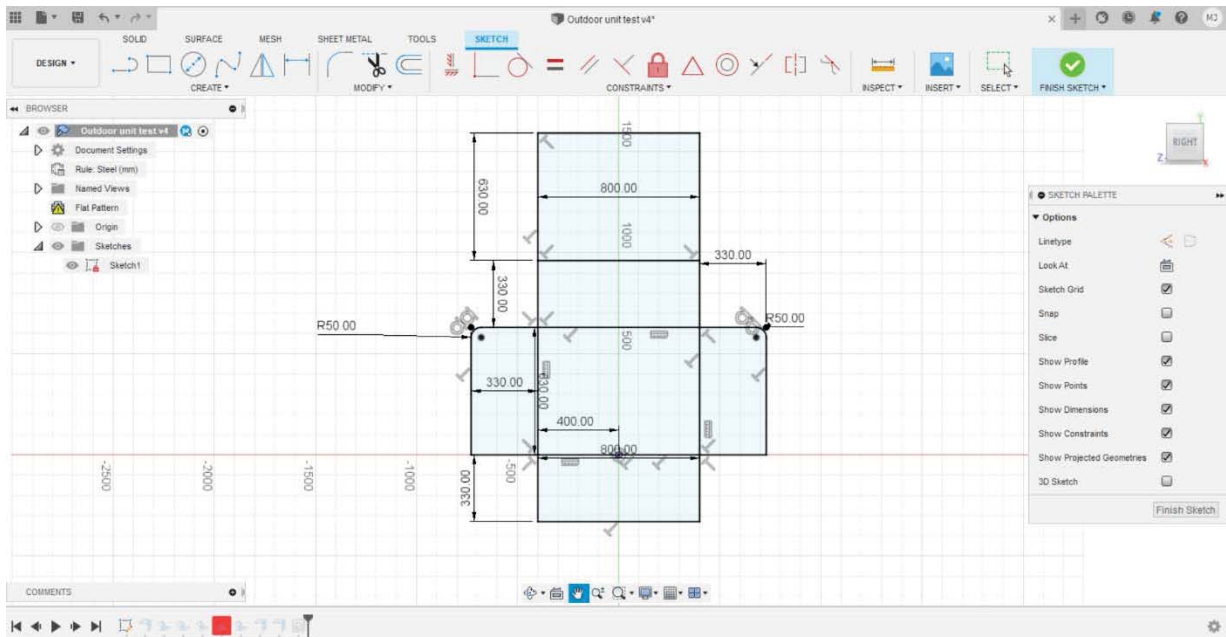 Outdoor unit test v4*
MJ
DESIGN
SOLID
SURFACE
MESH
SHEET METAL
TOOLS
SKETCH
CREATE
MODIFY
CONSTRAINTS
INSPECT
INSERT
SELECT
FINISH SKETCH
BROWSER
Outdoor unit test v4
Document Settings
Rule: Steel (mm)
Named Views
Flat Pattern
Origin
Sketches
Sketch1
1500
630.00
800.00
1000
330.00
330.00
R50.00
R50.00
500
330.00
630.00
400.00
800.00
-2500
-2000
-1500
-1000
-500
330.00
RIGHT
Y
Z
X
SKETCH PALETTE
Options
Linetype
Look At
Sketch Grid
Snap
Slice
Show Profile
Show Points
Show Dimensions
Show Constraints
Show Projected Geometries
3D Sketch
Finish Sketch
COMMENTS